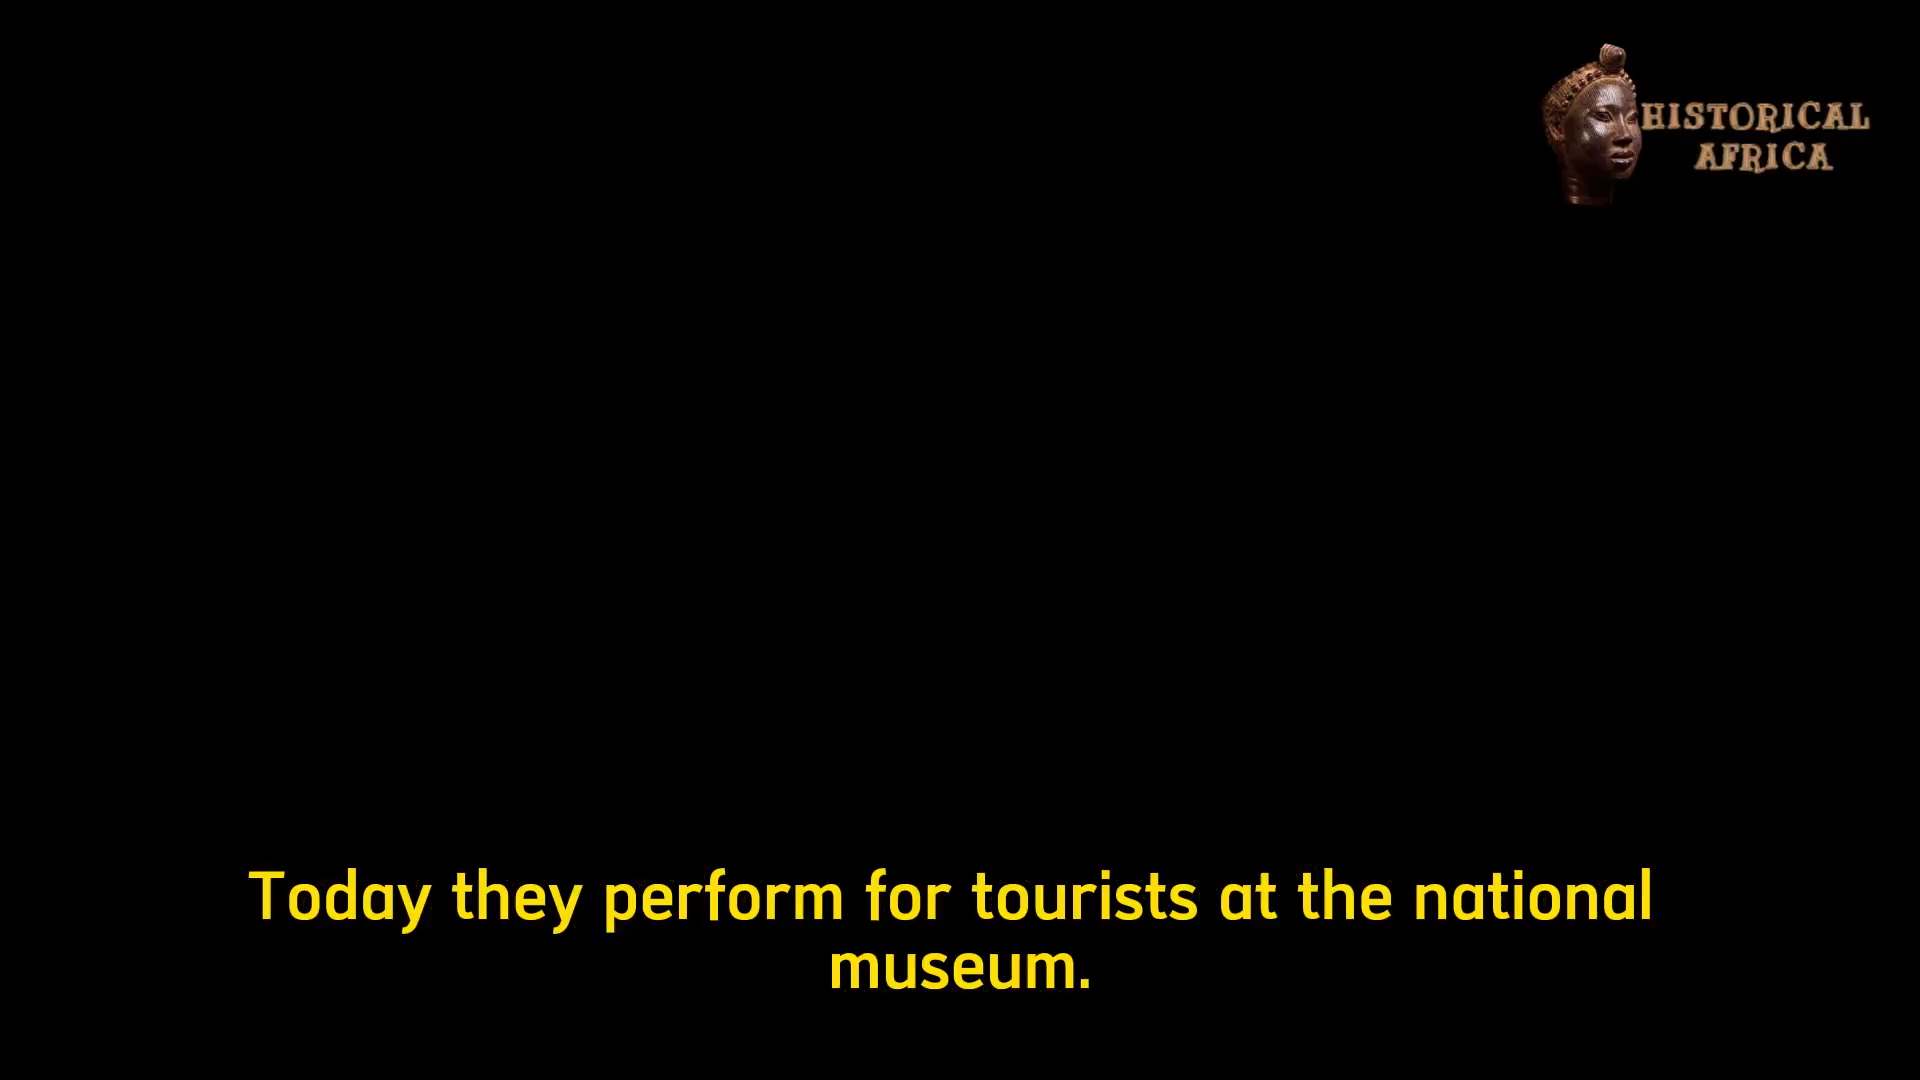 HISTORICAL
AFRICA
Today they perform for tourists at the national
museum.